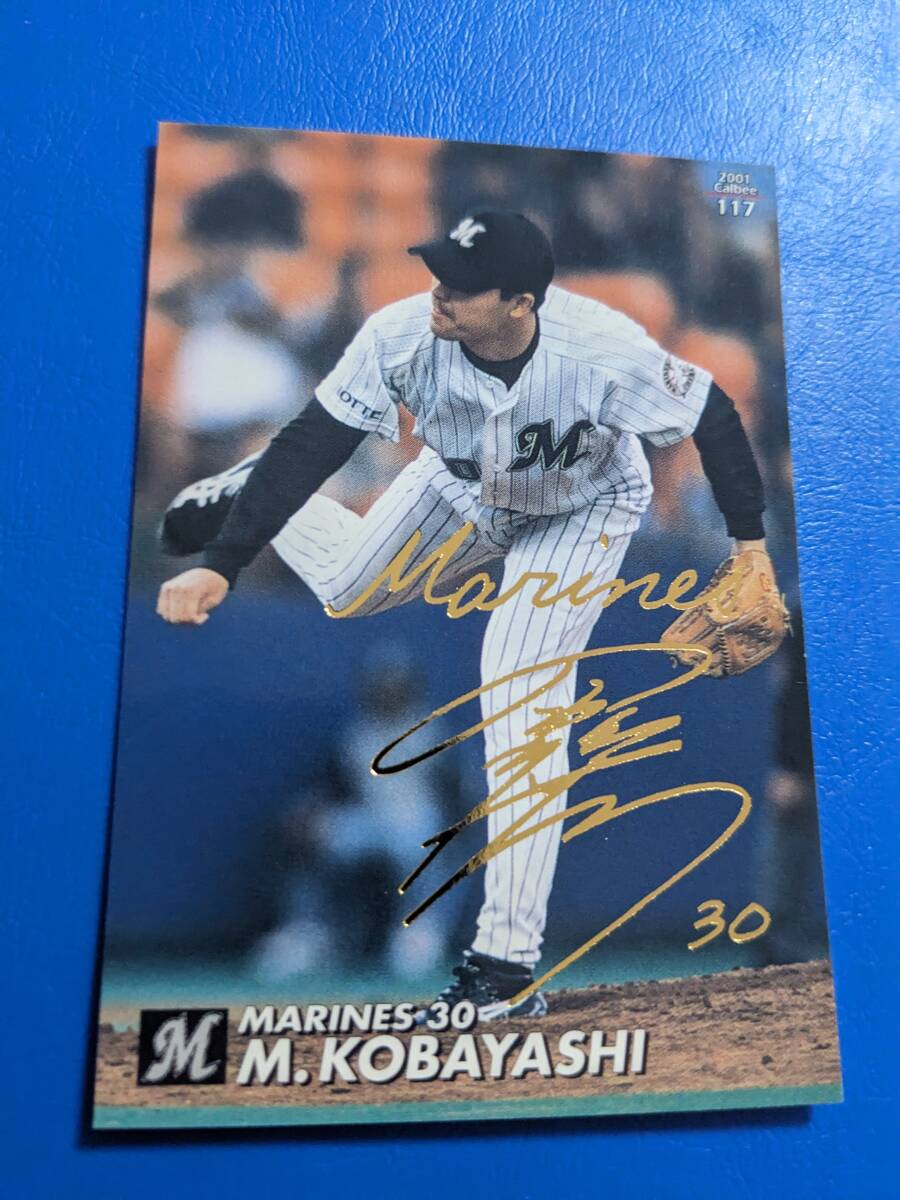 2001
Calbee
117
M
LOTTE
M
Marines
30
M
MARINES 30
M. KOBAYASHI